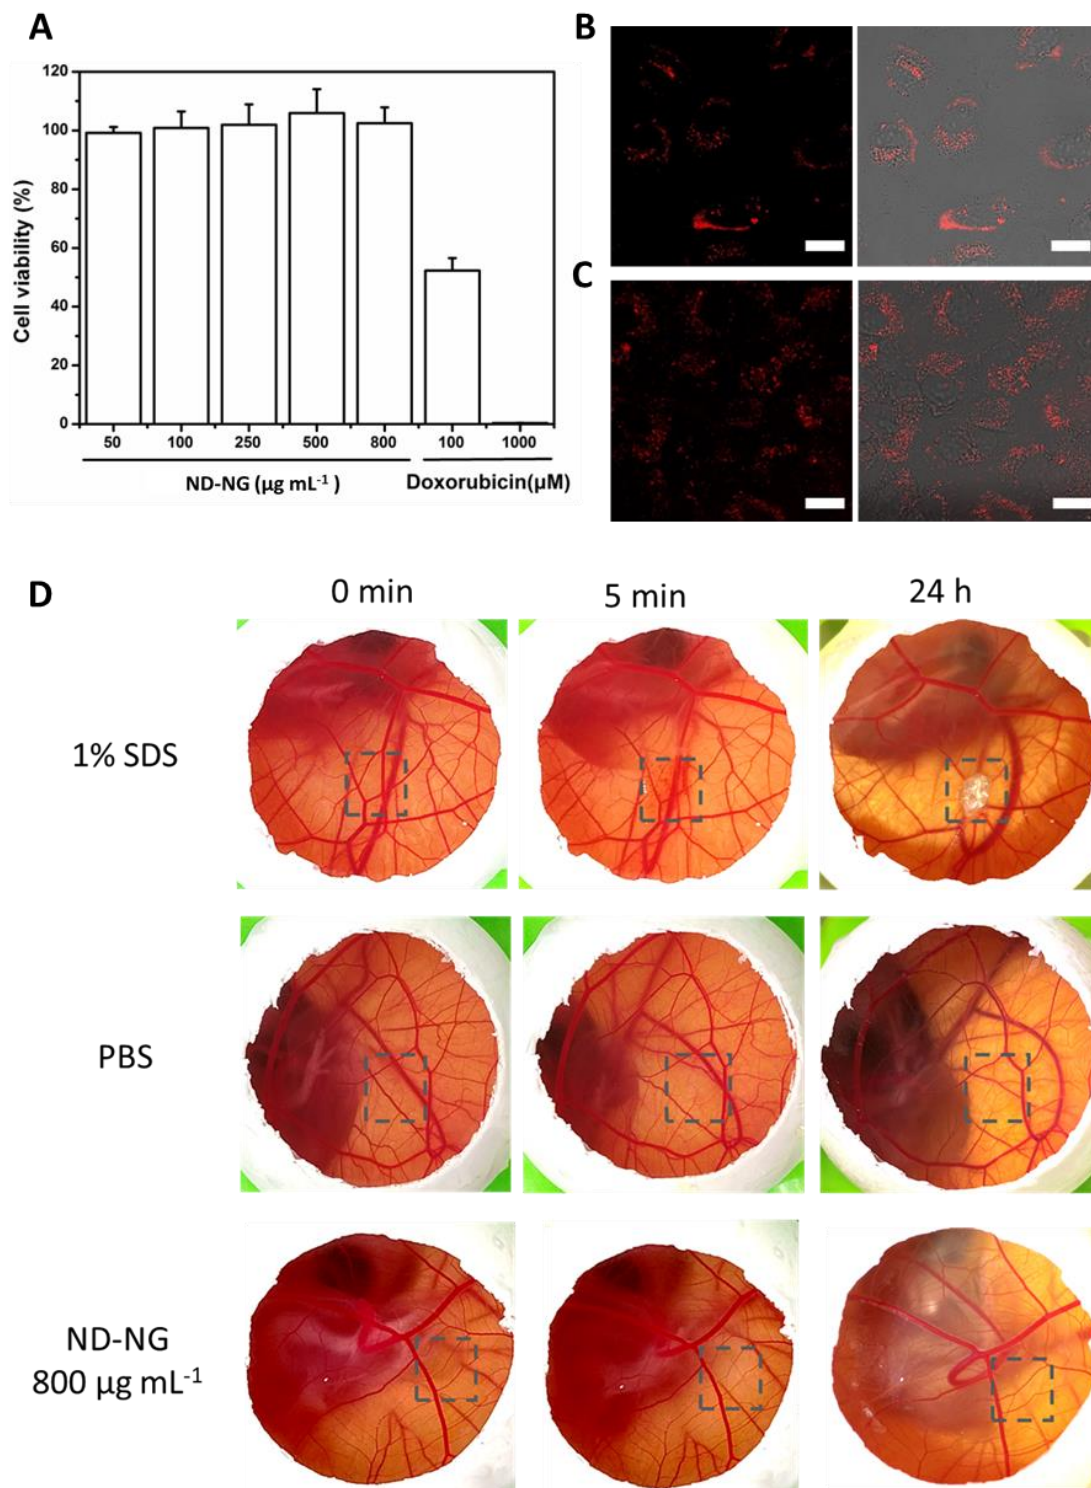 A
B
120
100
80
60
40
20
0
Cell viability (%)
50 100 250 500 800 100 1000
ND-NG (µg mL⁻¹) Doxorubicin(µM)
C
D
0 min 5 min 24 h
1% SDS
PBS
ND-NG
800 µg mL⁻¹